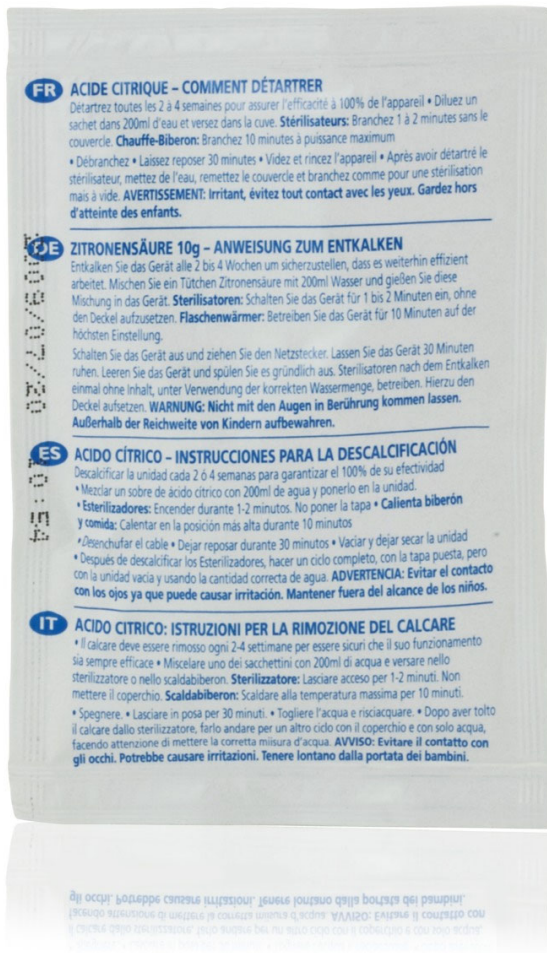 FR ACIDE CITRIQUE – COMMENT DÉTARTRER
Détartrez toutes les 2 à 4 semaines pour assurer l'efficacité à 100% de l'appareil • Diluez un
sachet dans 200ml d'eau et versez dans la cuve. Stérilisateurs: Branchez 1 à 2 minutes sans le
couvercle. Chauffe-Biberon: Branchez 10 minutes à puissance maximum
• Débranchez • Laissez reposer 30 minutes • Videz et rincez l'appareil • Après avoir détartré le
stérilisateur, mettez de l'eau, remettez le couvercle et branchez comme pour une stérilisation
mais à vide. AVERTISSEMENT: Irritant, évitez tout contact avec les yeux. Gardez hors
d'atteinte des enfants.
DE ZITRONENSÄURE 10g – ANWEISUNG ZUM ENTKALKEN
Entkalken Sie das Gerät alle 2 bis 4 Wochen um sicherzustellen, dass es weiterhin effizient
arbeitet. Mischen Sie ein Tütchen Zitronensäure mit 200ml Wasser und gießen Sie diese
Mischung in das Gerät. Sterilisatoren: Schalten Sie das Gerät für 1 bis 2 Minuten ein, ohne
den Deckel aufzusetzen. Flaschenwärmer: Betreiben Sie das Gerät für 10 Minuten auf der
höchsten Einstellung.
Schalten Sie das Gerät aus und ziehen Sie den Netzstecker. Lassen Sie das Gerät 30 Minuten
ruhen. Leeren Sie das Gerät und spülen Sie es gründlich aus. Sterilisatoren nach dem Entkalken
einmal ohne Inhalt, unter Verwendung der korrekten Wassermenge, betreiben. Hierzu den
Deckel aufsetzen. WARNUNG: Nicht mit den Augen in Berührung kommen lassen.
Außerhalb der Reichweite von Kindern aufbewahren.
ES ACIDO CÍTRICO – INSTRUCCIONES PARA LA DESCALCIFICACIÓN
Descalcificar la unidad cada 2 ó 4 semanas para garantizar el 100% de su efectividad
• Mezclar un sobre de ácido cítrico con 200ml de agua y ponerlo en la unidad.
• Esterilizadores: Encender durante 1-2 minutos. No poner la tapa • Calienta biberón
y comida: Calentar en la posición más alta durante 10 minutos
• Desenchufar el cable • Dejar reposar durante 30 minutos • Vaciar y dejar secar la unidad
• Después de descalcificar los Esterilizadores, hacer un ciclo completo, con la tapa puesta, pero
con la unidad vacia y usando la cantidad correcta de agua. ADVERTENCIA: Evitar el contacto
con los ojos ya que puede causar irritación. Mantener fuera del alcance de los niños.
IT ACIDO CITRICO: ISTRUZIONI PER LA RIMOZIONE DEL CALCARE
• Il calcare deve essere rimosso ogni 2-4 settimane per essere sicuri che il suo funzionamento
sia sempre efficace • Miscelare uno dei sacchettini con 200ml di acqua e versare nello
sterilizzatore o nello scaldabiberon. Sterilizzatore: Lasciare acceso per 1-2 minuti. Non
mettere il coperchio. Scaldabiberon: Scaldare alla temperatura massima per 10 minuti.
• Spegnere. • Lasciare in posa per 30 minuti. • Togliere l'acqua e risciacquare. • Dopo aver tolto
il calcare dallo sterilizzatore, farlo andare per un altro ciclo con il coperchio e con solo acqua,
facendo attenzione di mettere la corretta miisura d'acqua. AVVISO: Evitare il contatto con
gli occhi. Potrebbe causare irritazioni. Tenere lontano dalla portata dei bambini.